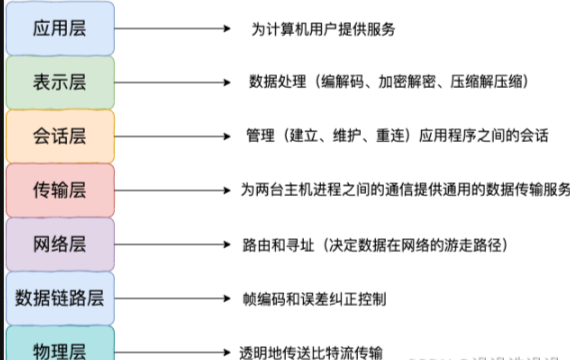 应用层 为计算机用户提供服务
表示层 数据处理（编解码、加密解密、压缩解压缩）
会话层 管理（建立、维护、重连）应用程序之间的会话
传输层 为两台主机进程之间的通信提供通用的数据传输服务
网络层 路由和寻址（决定数据在网络的游走路径）
数据链路层 帧编码和误差纠正控制
物理层 透明地传送比特流传输